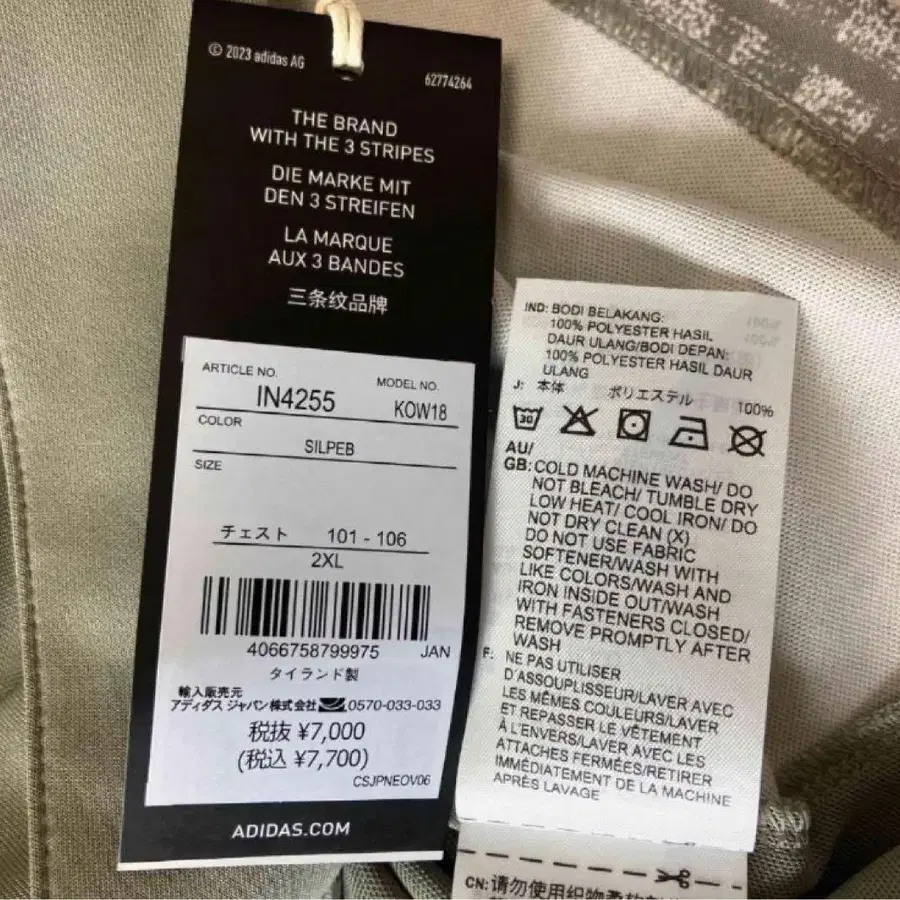 © 2023 adidas AG
62774264
THE BRAND
WITH THE 3 STRIPES
DIE MARKE MIT
DEN 3 STREIFEN
LA MARQUE
AUX 3 BANDES
三条纹品牌
ARTICLE NO.
MODEL NO.
IN4255
KOW18
COLOR
SILPEB
SIZE
チェスト 101 - 106
2XL
4066758799975 JAN
タイランド製
輸入販売元
アディダス ジャパン株式会社 0570-033-033
税抜 ¥7,000
(税込 ¥7,700)
CSJPNEOV06
ADIDAS.COM
IND: BODI BELAKANG:
100% POLYESTER HASIL
DAUR ULANG/BODI DEPAN:
100% POLYESTER HASIL DAUR
ULANG
J: 本体 ポリエステル 100%
30
AU/
GB: COLD MACHINE WASH/ DO
NOT BLEACH/ TUMBLE DRY
LOW HEAT/ COOL IRON/ DO
NOT DRY CLEAN (X)
DO NOT USE FABRIC
SOFTENER/WASH WITH
LIKE COLORS/WASH AND
IRON INSIDE OUT/WASH
WITH FASTENERS CLOSED/
REMOVE PROMPTLY AFTER
WASH
F: NE PAS UTILISER
D'ASSOUPLISSEUR/LAVER AVEC
LES MÊMES COULEURS/LAVER
ET REPASSER LE VÊTEMENT
À L'ENVERS/LAVER AVEC LES
ATTACHES FERMÉES/RETIRER
IMMÉDIATEMENT DE LA MACHINE
APRÈS LAVAGE
CN: 请勿使用织物柔软剂